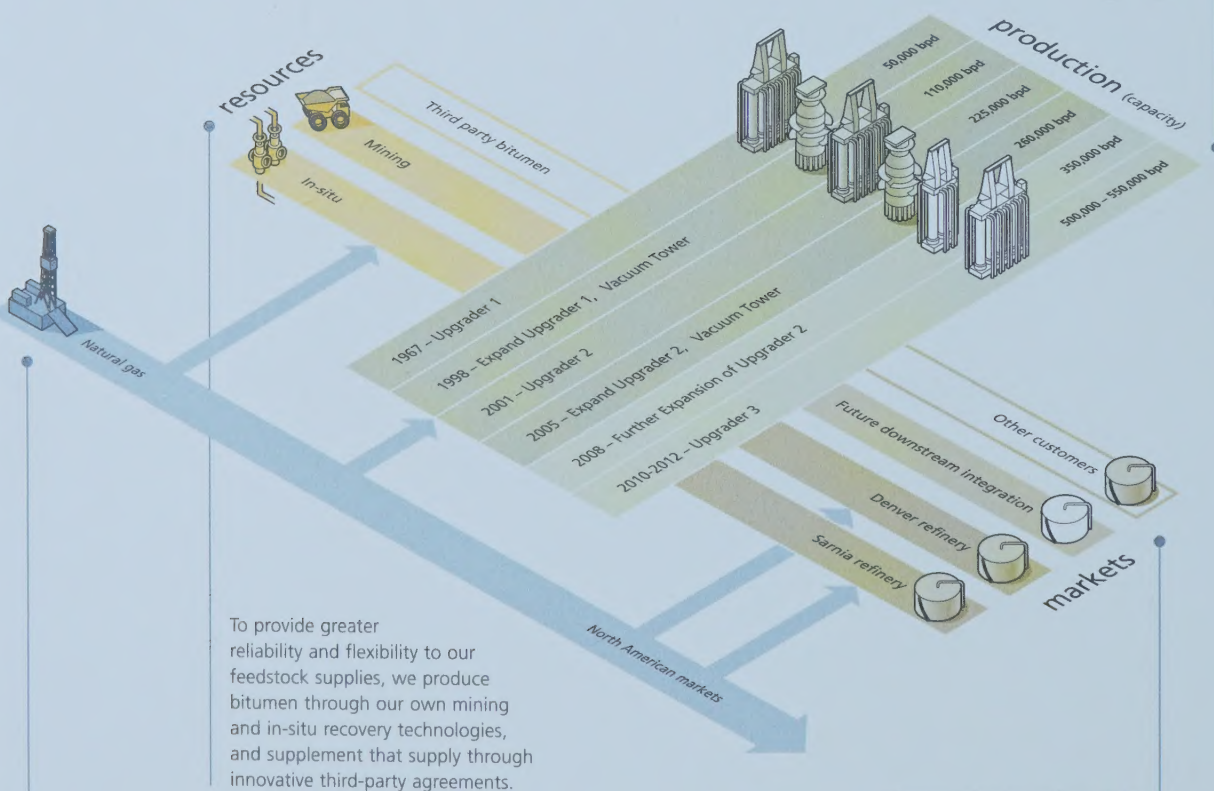 resources
Third party bitumen
Mining
In-situ
Natural gas
production (capacity)
50,000 bpd
110,000 bpd
225,000 bpd
260,000 bpd
350,000 bpd
500,000 – 550,000 bpd
1967 – Upgrader 1
1998 – Expand Upgrader 1, Vacuum Tower
2001 – Upgrader 2
2005 – Expand Upgrader 2, Vacuum Tower
2008 – Further Expansion of Upgrader 2
2010-2012 – Upgrader 3
Other customers
Future downstream integration
Denver refinery
Sarnia refinery
markets
North American markets
To provide greater
reliability and flexibility to our
feedstock supplies, we produce
bitumen through our own mining
and in-situ recovery technologies,
and supplement that supply through
innovative third-party agreements.